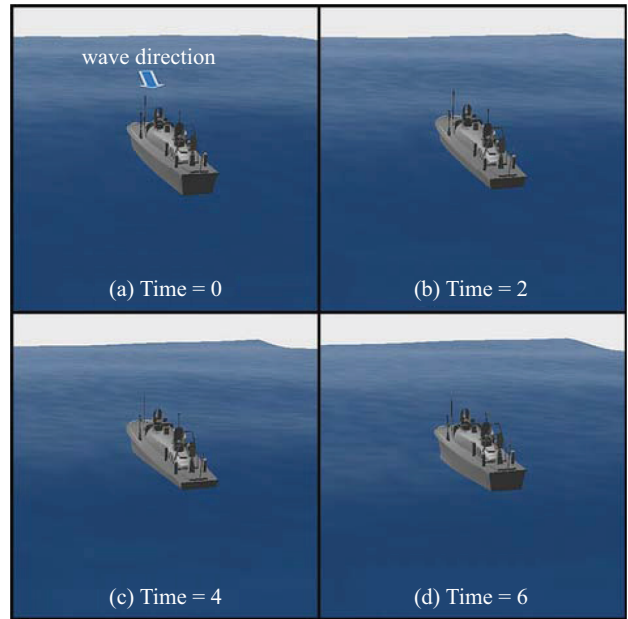 wave direction
(a) Time = 0
(b) Time = 2
(c) Time = 4
(d) Time = 6